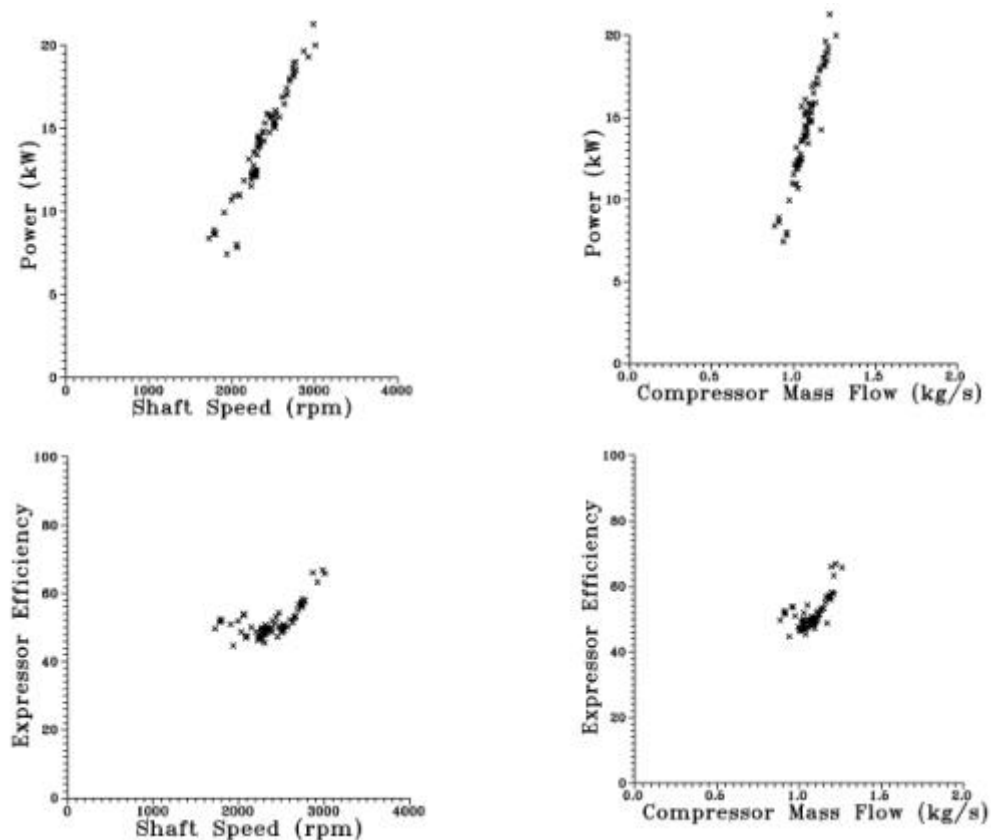 20
15
10
5
0
Power (kW)
0 1000 2000 3000 4000
Shaft Speed (rpm)
20
15
10
5
0
Power (kW)
0.0 0.5 1.0 1.5 2.0
Compressor Mass Flow (kg/s)
100
80
60
40
20
0
Expressor Efficiency
0 1000 2000 3000 4000
Shaft Speed (rpm)
100
80
60
40
20
0
Expressor Efficiency
0.0 0.5 1.0 1.5 2.0
Compressor Mass Flow (kg/s)